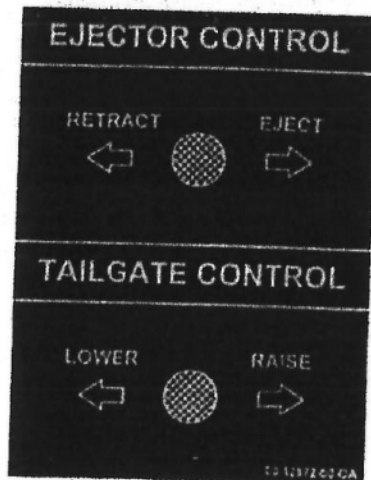 EJECTOR CONTROL
RETRACT EJECT
TAILGATE CONTROL
LOWER RAISE